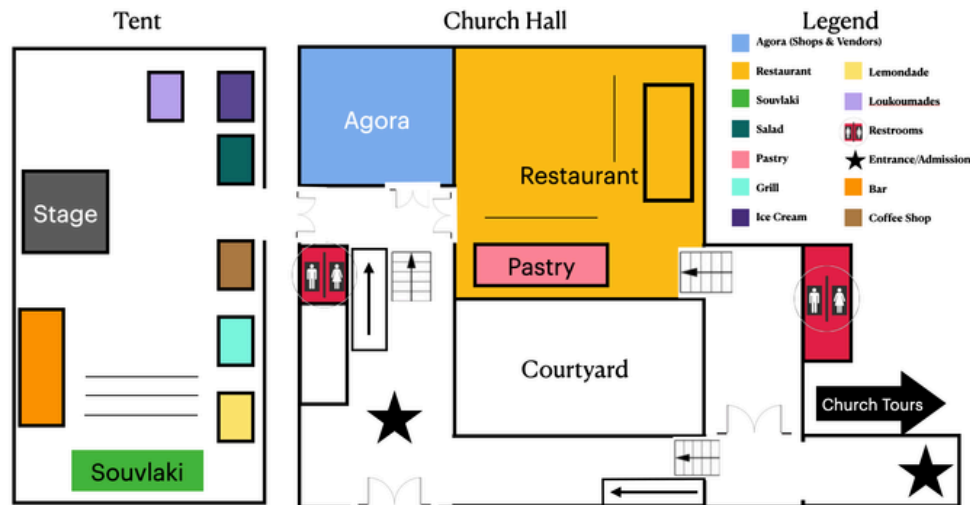 Tent
Church Hall
Legend
Agora (Shops & Vendors)
Restaurant
Lemondade
Souvlaki
Loukoumades
Salad
Restrooms
Pastry
Entrance/Admission
Grill
Bar
Ice Cream
Coffee Shop
Agora
Restaurant
Stage
Pastry
Courtyard
Church Tours
Souvlaki